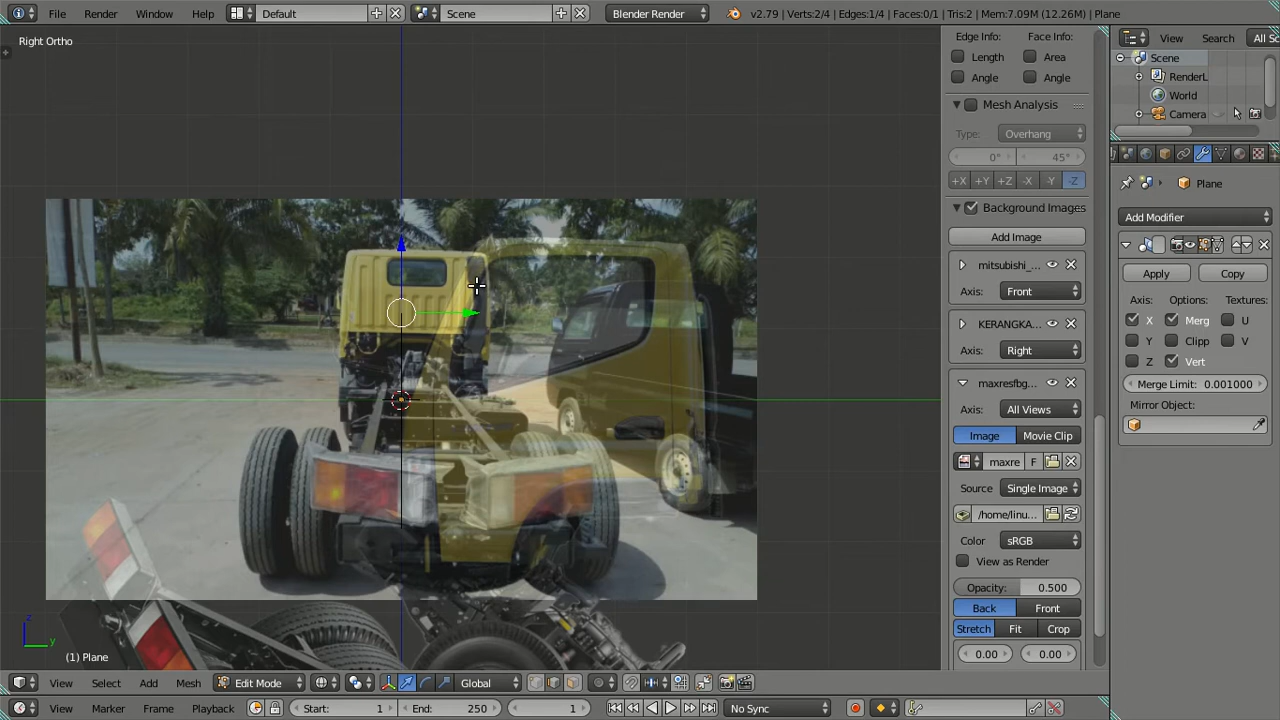 File Render Window Help Default Scene Blender Render v2.79 | Verts:2/4 | Edges:1/4 | Faces:0/1 | Tris:2 | Mem:7.09M (12.26M) | Plane
Right Ortho
Edge Info: Face Info:
Length Area
Angle Angle
Mesh Analysis
Type: Overhang
0° 45°
+X +Y +Z -X -Y -Z
Background Images
Add Image
mitsubishi_...
Axis: Front
KERANGKA...
Axis: Right
maxresfbg...
Axis: All Views
Image Movie Clip
maxre F
Source Single Image
/home/linu...
Color sRGB
View as Render
Opacity: 0.500
Back Front
Stretch Fit Crop
0.00 0.00
View Search All Sc
Scene
RenderL
World
Camera
Plane
Add Modifier
Apply Copy
Axis: Options: Textures:
X Merg U
Y Clipp V
Z Vert
Merge Limit: 0.001000
Mirror Object:
z
y
(1) Plane
View Select Add Mesh Edit Mode Global
View Marker Frame Playback Start: 1 End: 250 1 No Sync